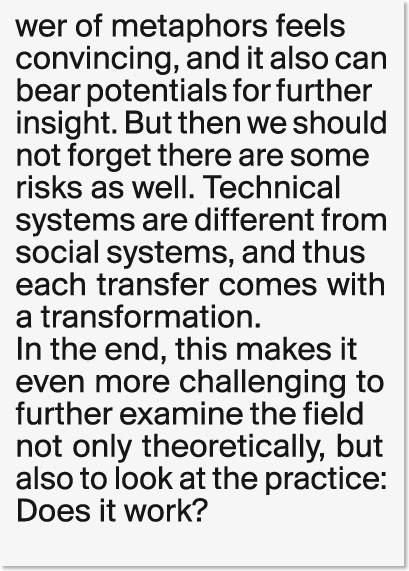 wer of metaphors feels
convincing, and it also can
bear potentials for further
insight. But then we should
not forget there are some
risks as well. Technical
systems are different from
social systems, and thus
each transfer comes with
a transformation.
In the end, this makes it
even more challenging to
further examine the field
not only theoretically, but
also to look at the practice:
Does it work?